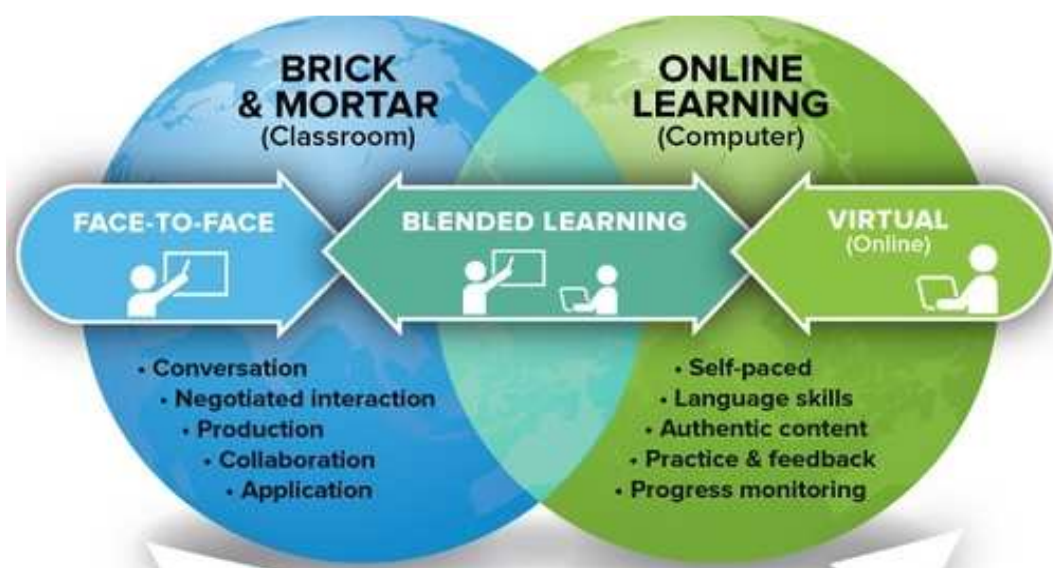 BRICK
& MORTAR
(Classroom)
ONLINE
LEARNING
(Computer)
FACE-TO-FACE
BLENDED LEARNING
VIRTUAL
(Online)
• Conversation
• Negotiated interaction
• Production
• Collaboration
• Application
• Self-paced
• Language skills
• Authentic content
• Practice & feedback
• Progress monitoring